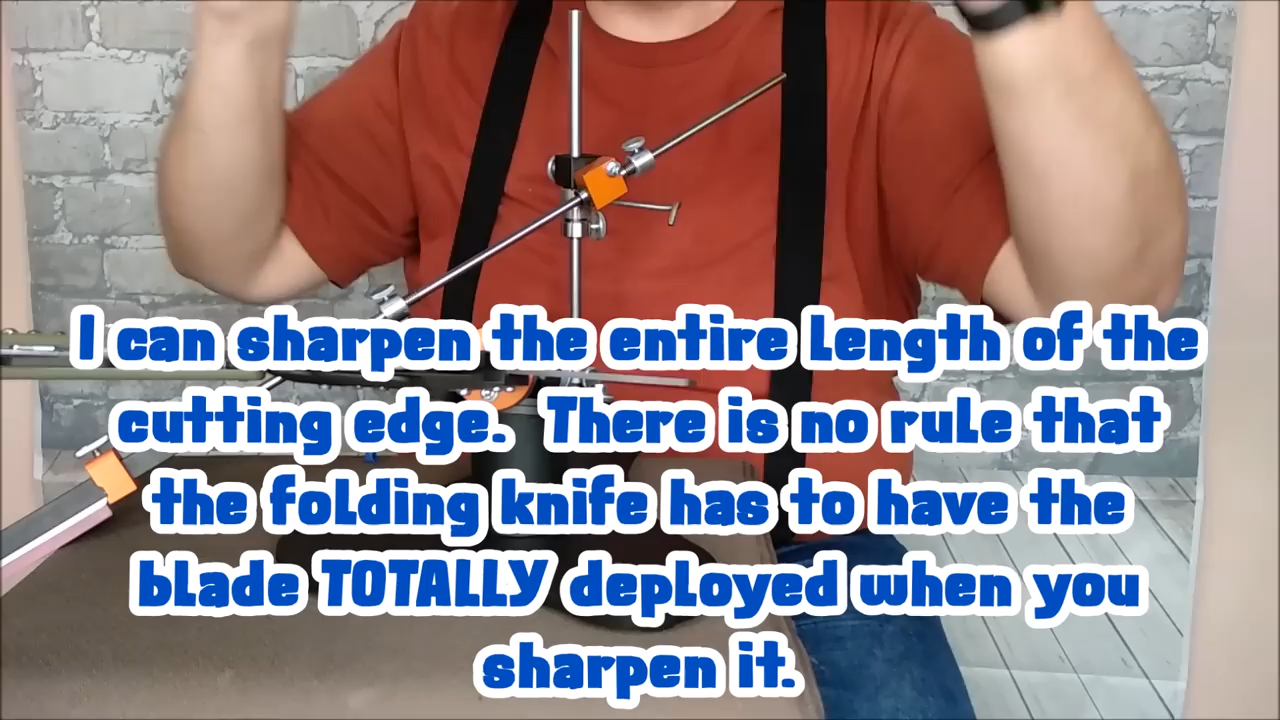 I can sharpen the entire length of the
cutting edge.  There is no rule that
the folding knife has to have the
blade TOTALLY deployed when you
sharpen it.